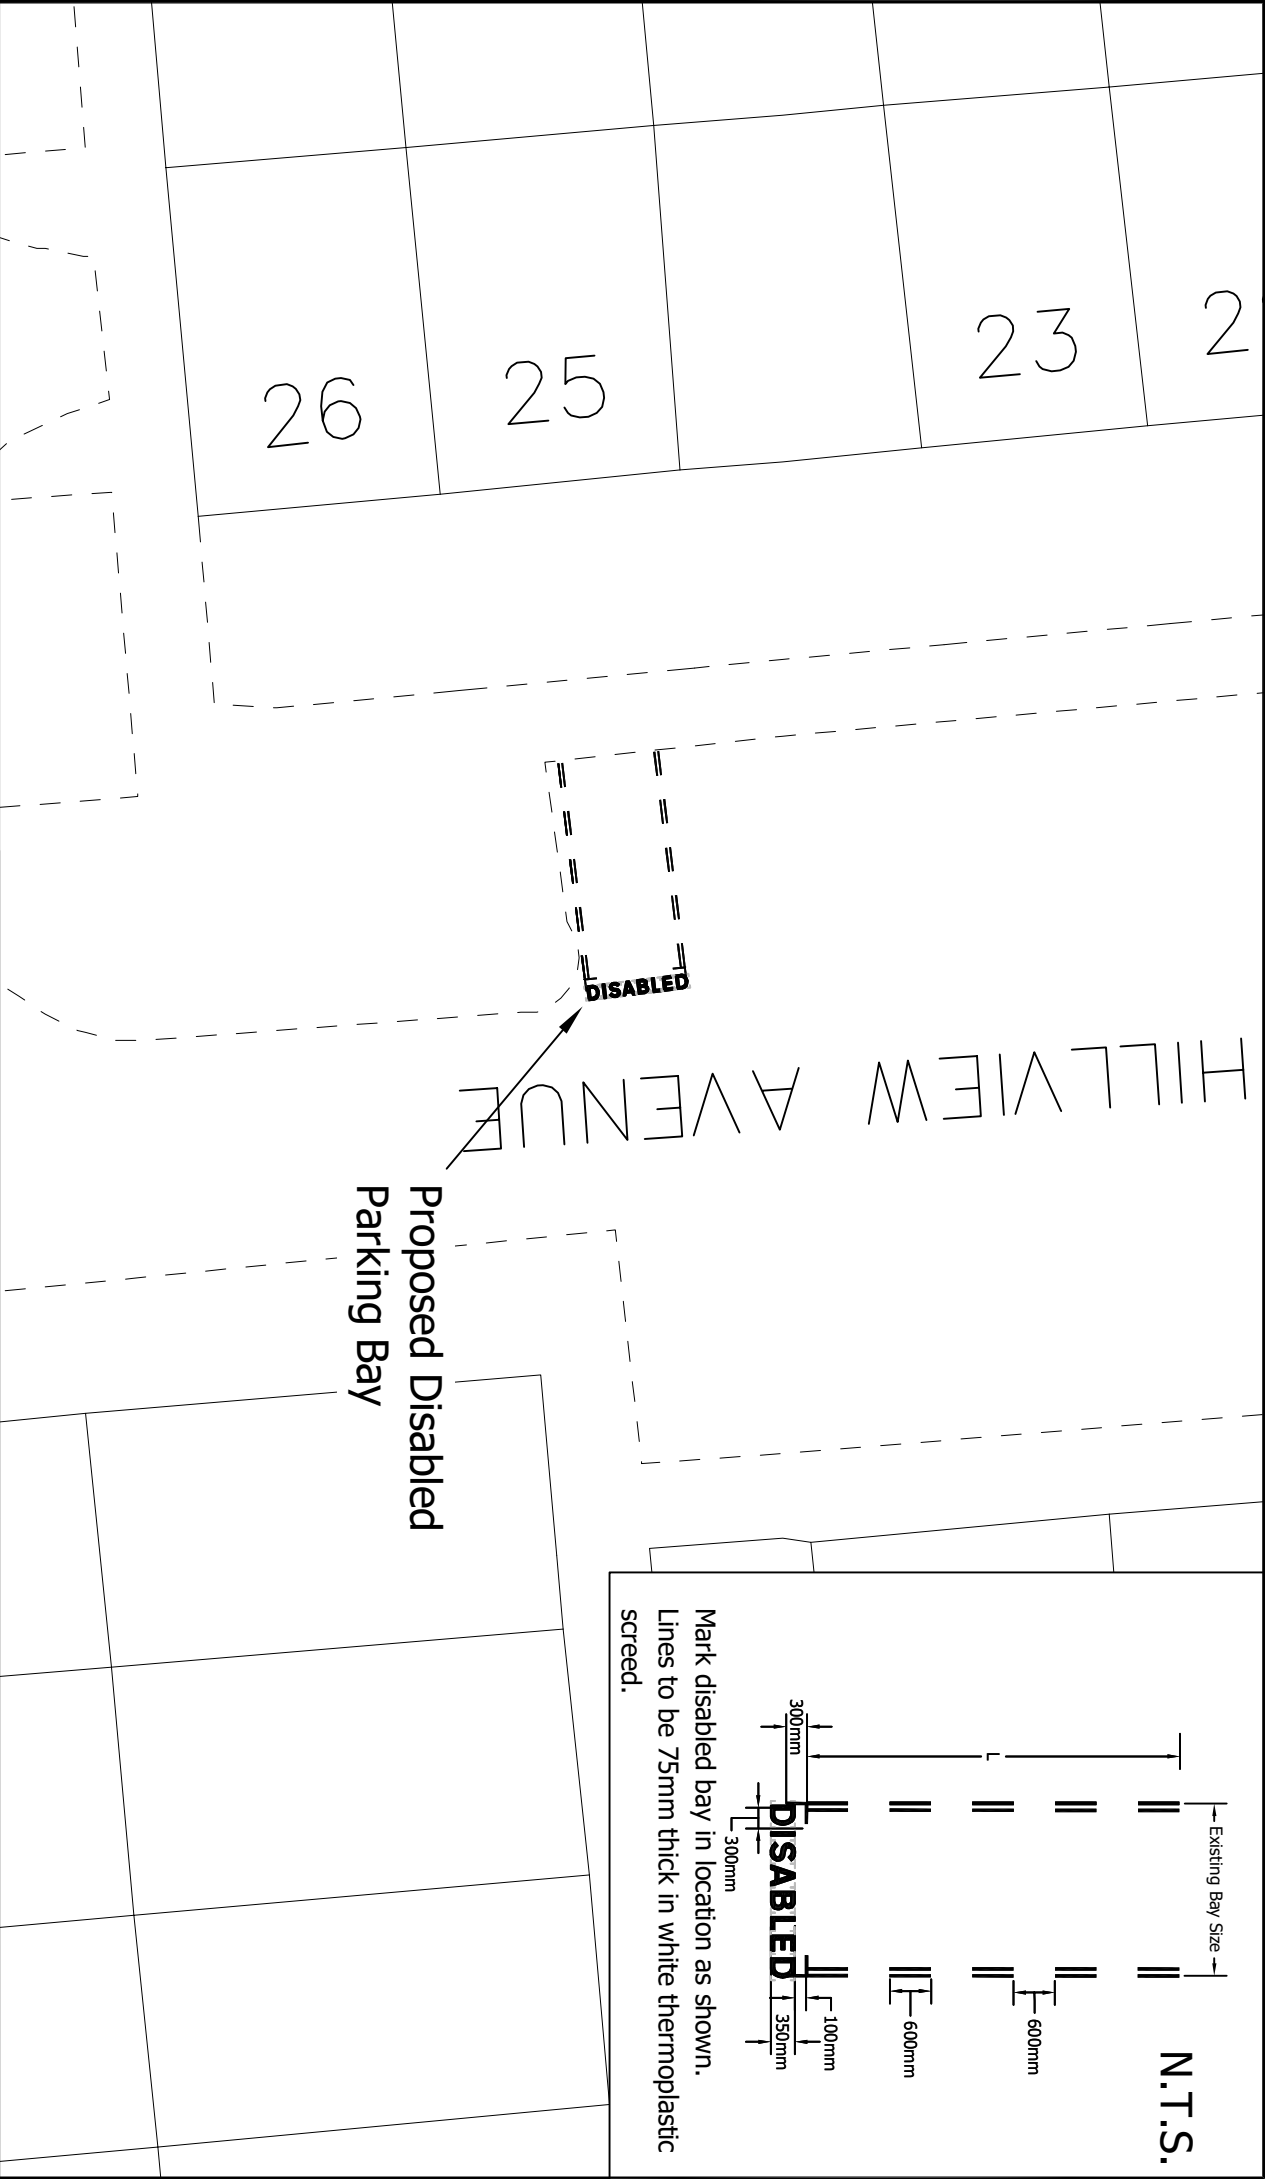 26
25
23
2
DISABLED
HILLVIEW AVENUE
Proposed Disabled
Parking Bay
N.T.S.
Existing Bay Size
L
600mm
600mm
300mm
100mm
350mm
DISABLED
300mm
Mark disabled bay in location as shown.
Lines to be 75mm thick in white thermoplastic
screed.